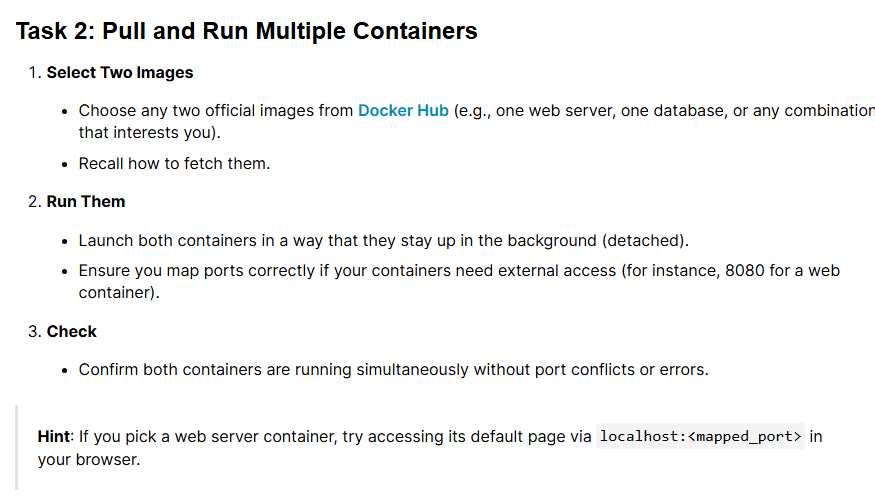 Task 2: Pull and Run Multiple Containers
1. Select Two Images
• Choose any two official images from Docker Hub (e.g., one web server, one database, or any combination
that interests you).
• Recall how to fetch them.
2. Run Them
• Launch both containers in a way that they stay up in the background (detached).
• Ensure you map ports correctly if your containers need external access (for instance, 8080 for a web
container).
3. Check
• Confirm both containers are running simultaneously without port conflicts or errors.
Hint: If you pick a web server container, try accessing its default page via localhost:<mapped_port> in
your browser.